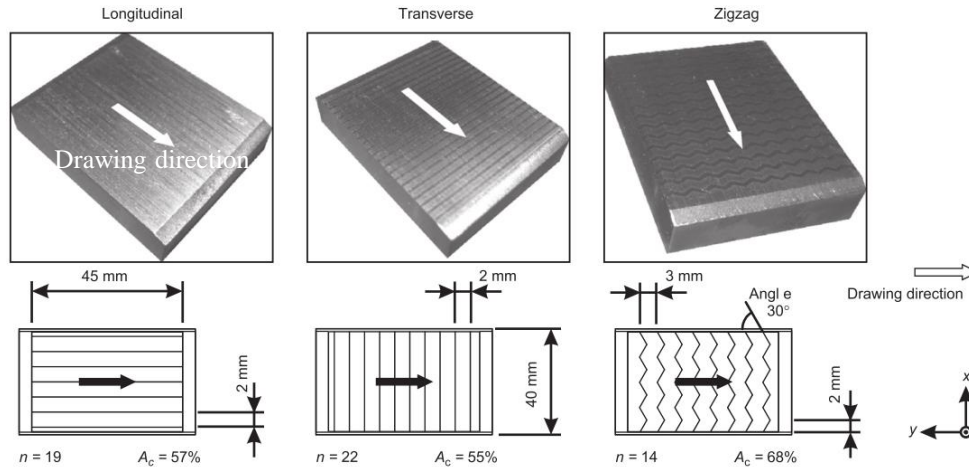 Longitudinal
Transverse
Zigzag
Drawing direction
45 mm
2 mm
3 mm
Angl e
30°
Drawing direction
2 mm
40 mm
2 mm
x
y
n = 19
A_c = 57%
n = 22
A_c = 55%
n = 14
A_c = 68%